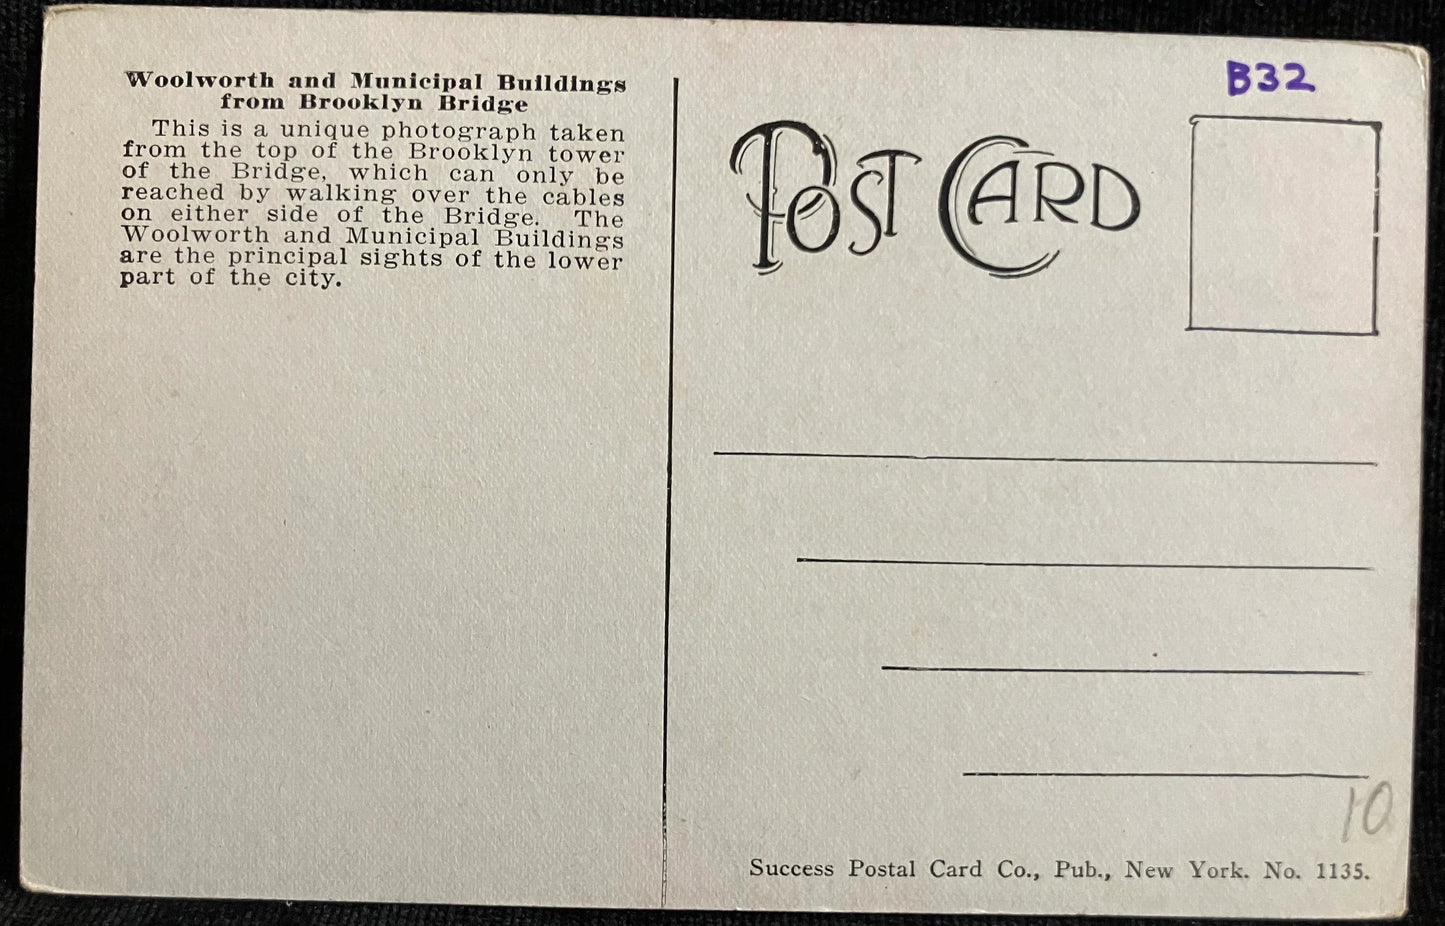 Woolworth and Municipal Buildings
from Brooklyn Bridge
This is a unique photograph taken
from the top of the Brooklyn tower
of the Bridge, which can only be
reached by walking over the cables
on either side of the Bridge. The
Woolworth and Municipal Buildings
are the principal sights of the lower
part of the city.
B32
POST CARD
10
Success Postal Card Co., Pub., New York. No. 1135.